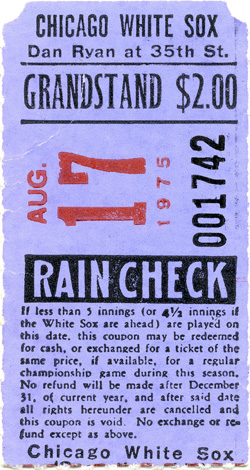 CHICAGO WHITE SOX
Dan Ryan at 35th St.
GRANDSTAND $2.00
AUG.
17
1975
001742
RAIN CHECK
If less than 5 innings (or 4½ innings if
the White Sox are ahead) are played on
this date, this coupon may be redeemed
for cash, or exchanged for a ticket of the
same price, if available, for a regular
championship game during this season.
No refund will be made after December
31, of current year, and after said date
all rights hereunder are cancelled and
this coupon is void. No exchange or re-
fund except as above.
Chicago White Sox